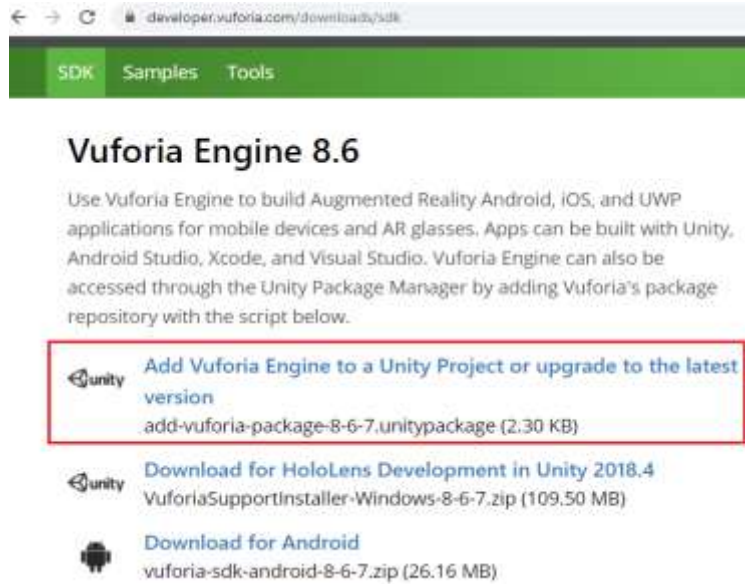 developer.vuforia.com/downloads/sdk
SDK Samples Tools
Vuforia Engine 8.6
Use Vuforia Engine to build Augmented Reality Android, iOS, and UWP
applications for mobile devices and AR glasses. Apps can be built with Unity,
Android Studio, Xcode, and Visual Studio. Vuforia Engine can also be
accessed through the Unity Package Manager by adding Vuforia's package
repository with the script below.
unity Add Vuforia Engine to a Unity Project or upgrade to the latest
version
add-vuforia-package-8-6-7.unitypackage (2.30 KB)
unity Download for HoloLens Development in Unity 2018.4
VuforiaSupportInstaller-Windows-8-6-7.zip (109.50 MB)
Download for Android
vuforia-sdk-android-8-6-7.zip (26.16 MB)